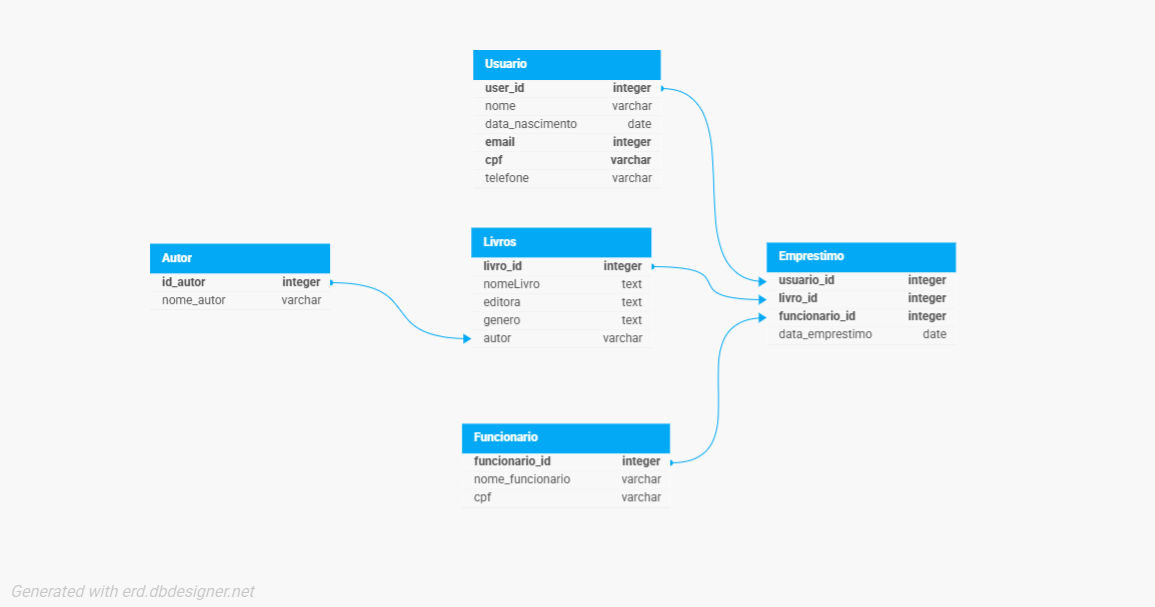 Usuario
user_id integer
nome varchar
data_nascimento date
email integer
cpf varchar
telefone varchar
Autor
id_autor integer
nome_autor varchar
Livros
livro_id integer
nomeLivro text
editora text
genero text
autor varchar
Emprestimo
usuario_id integer
livro_id integer
funcionario_id integer
data_emprestimo date
Funcionario
funcionario_id integer
nome_funcionario varchar
cpf varchar
Generated with erd.dbdesigner.net